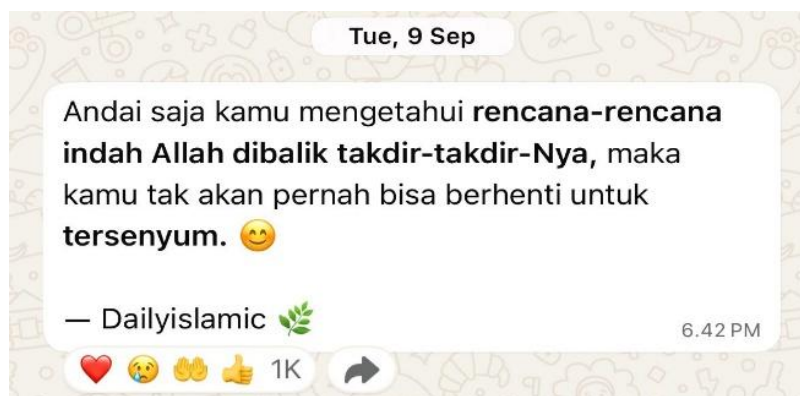 Tue, 9 Sep
Andai saja kamu mengetahui rencana-rencana
indah Allah dibalik takdir-takdir-Nya, maka
kamu tak akan pernah bisa berhenti untuk
tersenyum. 😊
— Dailyislamic 🌿
6.42 PM
❤️ 😢 🤲 👍 1K